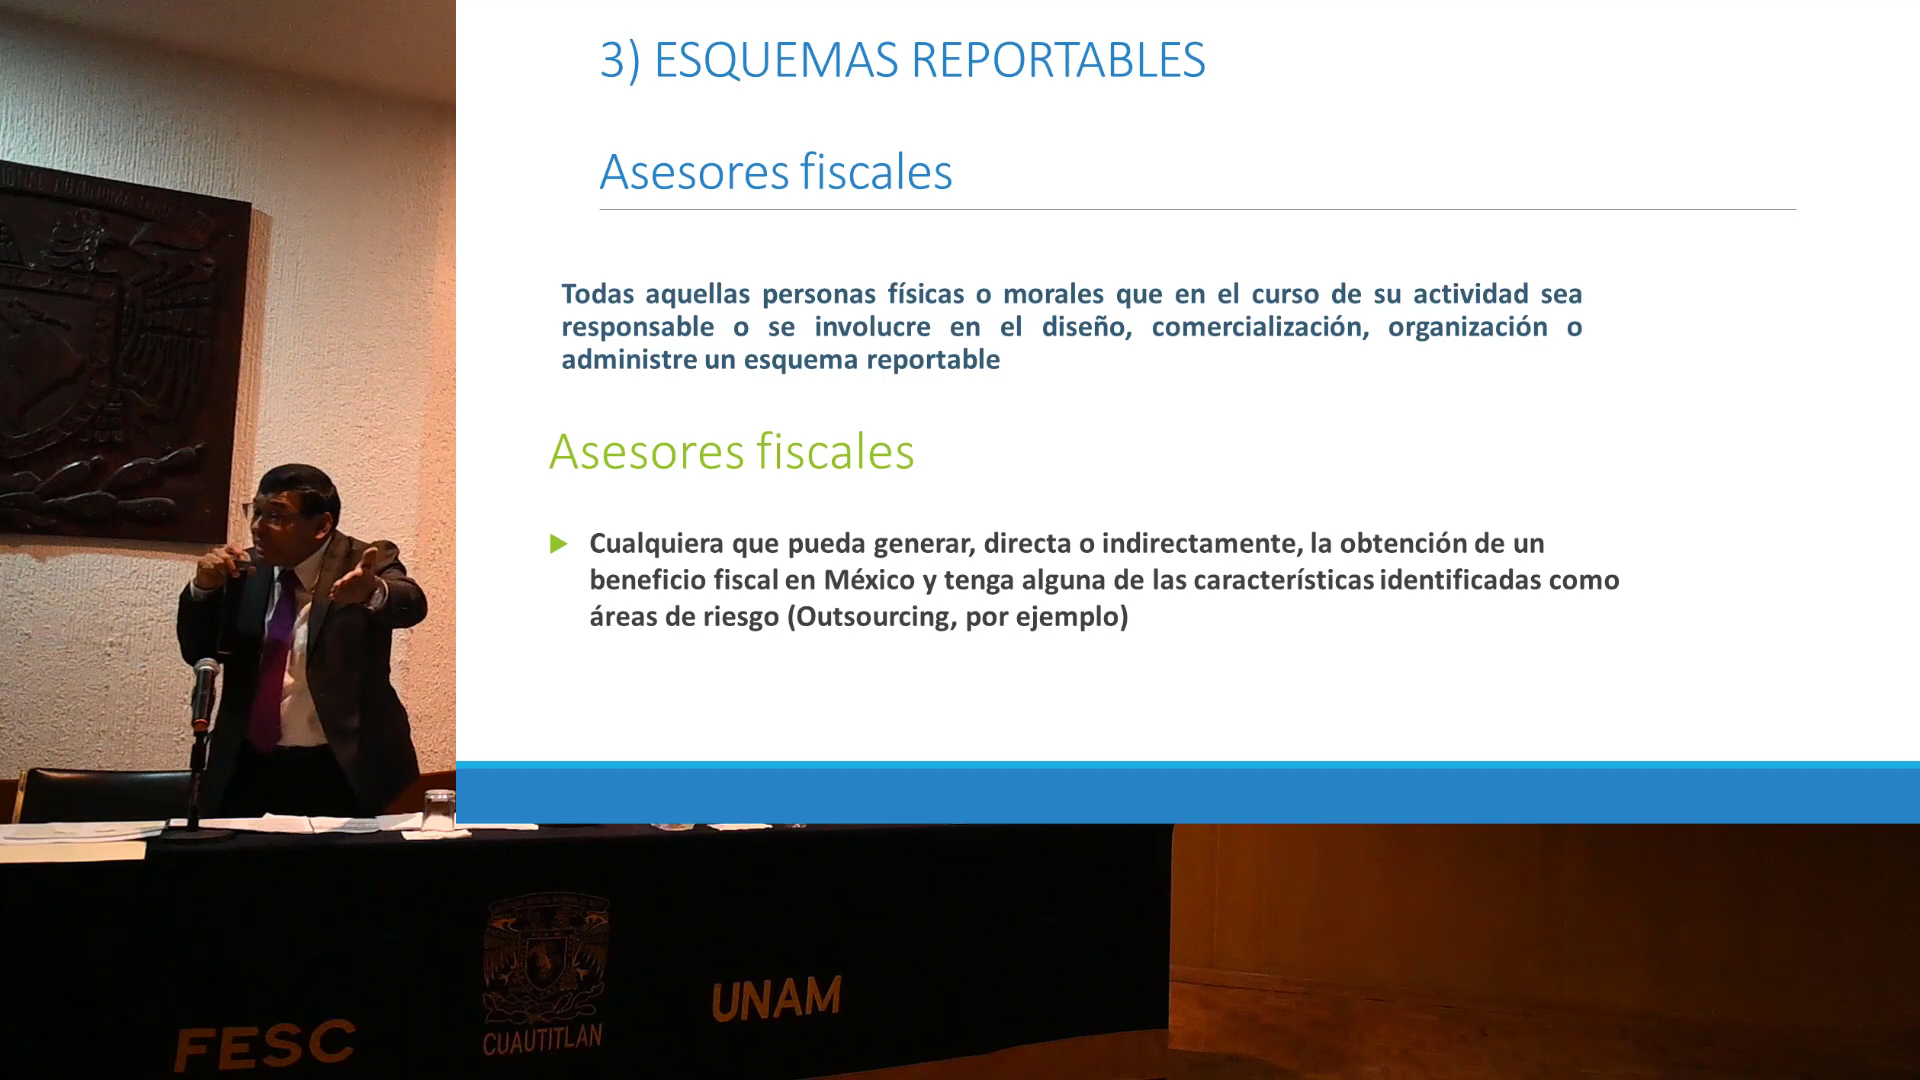 3) ESQUEMAS REPORTABLES
Asesores fiscales
Todas aquellas personas físicas o morales que en el curso de su actividad sea
responsable o se involucre en el diseño, comercialización, organización o
administre un esquema reportable
Asesores fiscales
Cualquiera que pueda generar, directa o indirectamente, la obtención de un
beneficio fiscal en México y tenga alguna de las características identificadas como
áreas de riesgo (Outsourcing, por ejemplo)
FESC
CUAUTITLAN
UNAM